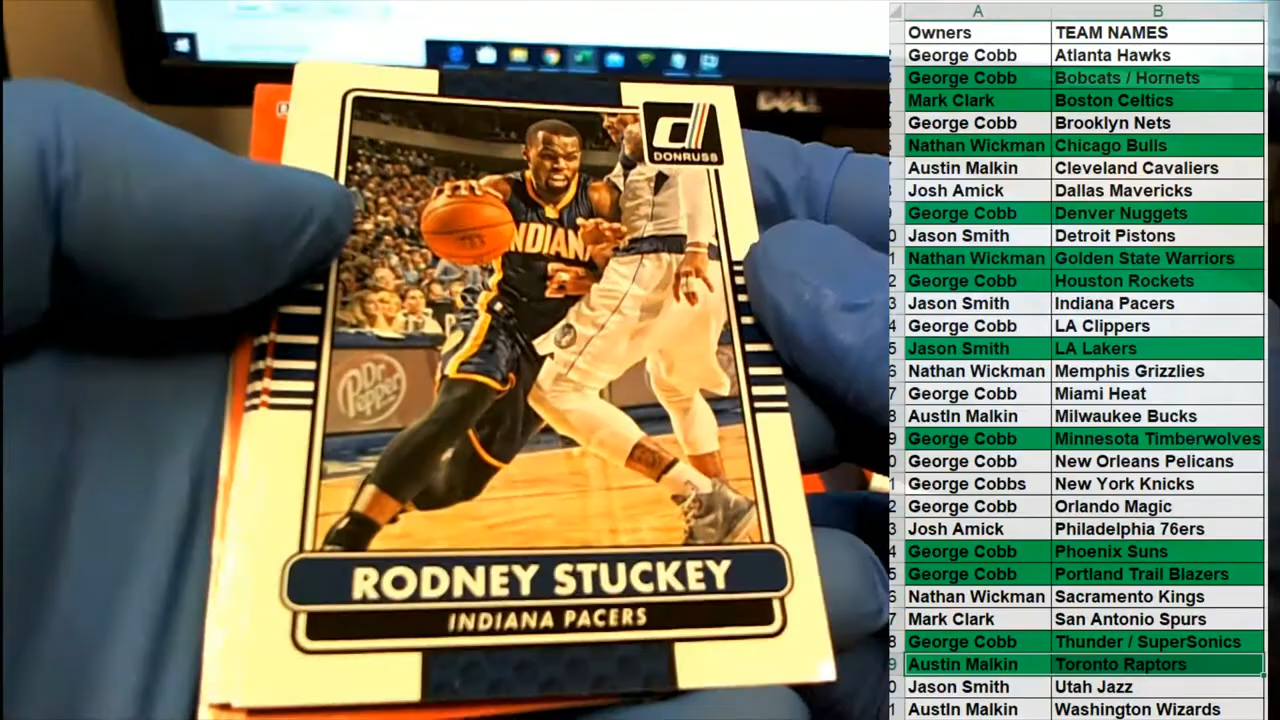 DELL
DONRUSS
INDIANA
2
Dr
Pepper
RODNEY STUCKEY
INDIANA PACERS
A B
Owners TEAM NAMES
George Cobb Atlanta Hawks
George Cobb Bobcats / Hornets
Mark Clark Boston Celtics
George Cobb Brooklyn Nets
Nathan Wickman Chicago Bulls
Austin Malkin Cleveland Cavaliers
Josh Amick Dallas Mavericks
George Cobb Denver Nuggets
Jason Smith Detroit Pistons
Nathan Wickman Golden State Warriors
George Cobb Houston Rockets
Jason Smith Indiana Pacers
George Cobb LA Clippers
Jason Smith LA Lakers
Nathan Wickman Memphis Grizzlies
George Cobb Miami Heat
AustIn Malkin Milwaukee Bucks
George Cobb Minnesota Timberwolves
George Cobb New Orleans Pelicans
George Cobbs New York Knicks
George Cobb Orlando Magic
Josh Amick Philadelphia 76ers
George Cobb Phoenix Suns
George Cobb Portland Trail Blazers
Nathan Wickman Sacramento Kings
Mark Clark San Antonio Spurs
George Cobb Thunder / SuperSonics
Austin Malkin Toronto Raptors
Jason Smith Utah Jazz
AustIn Malkin Washington Wizards